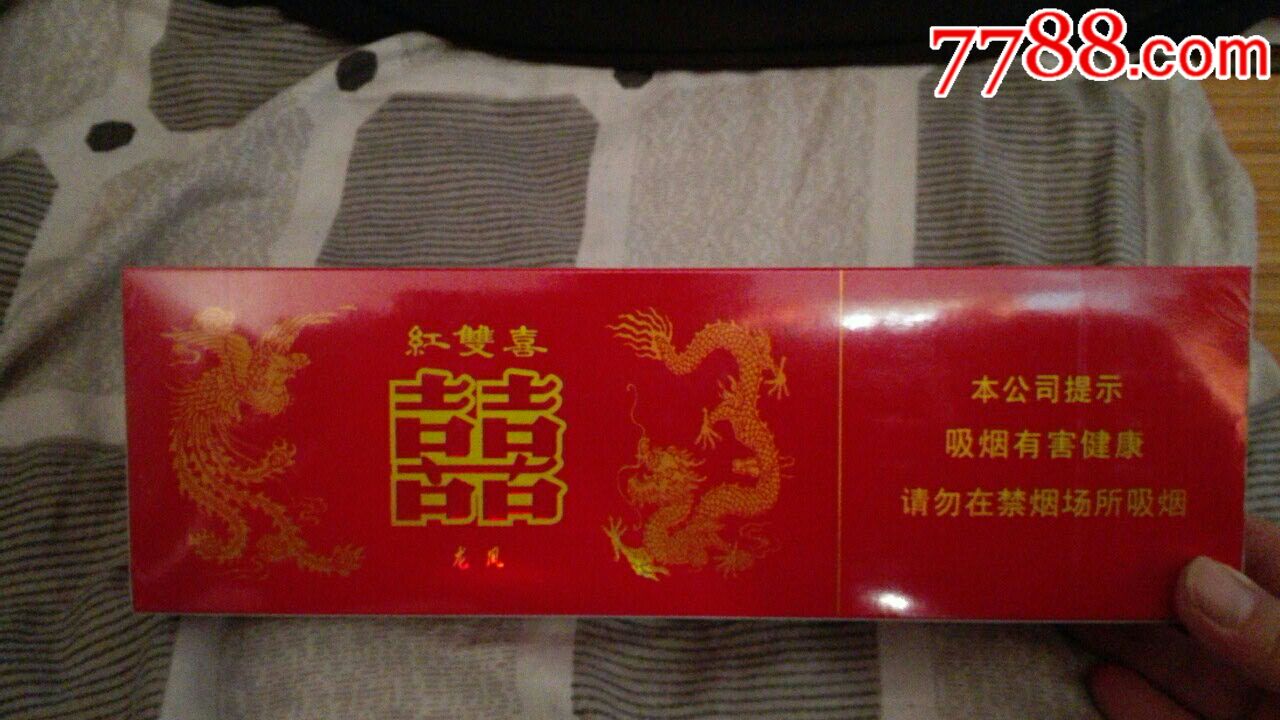 7788.com
紅雙喜
囍
龙凤
本公司提示
吸烟有害健康
请勿在禁烟场所吸烟